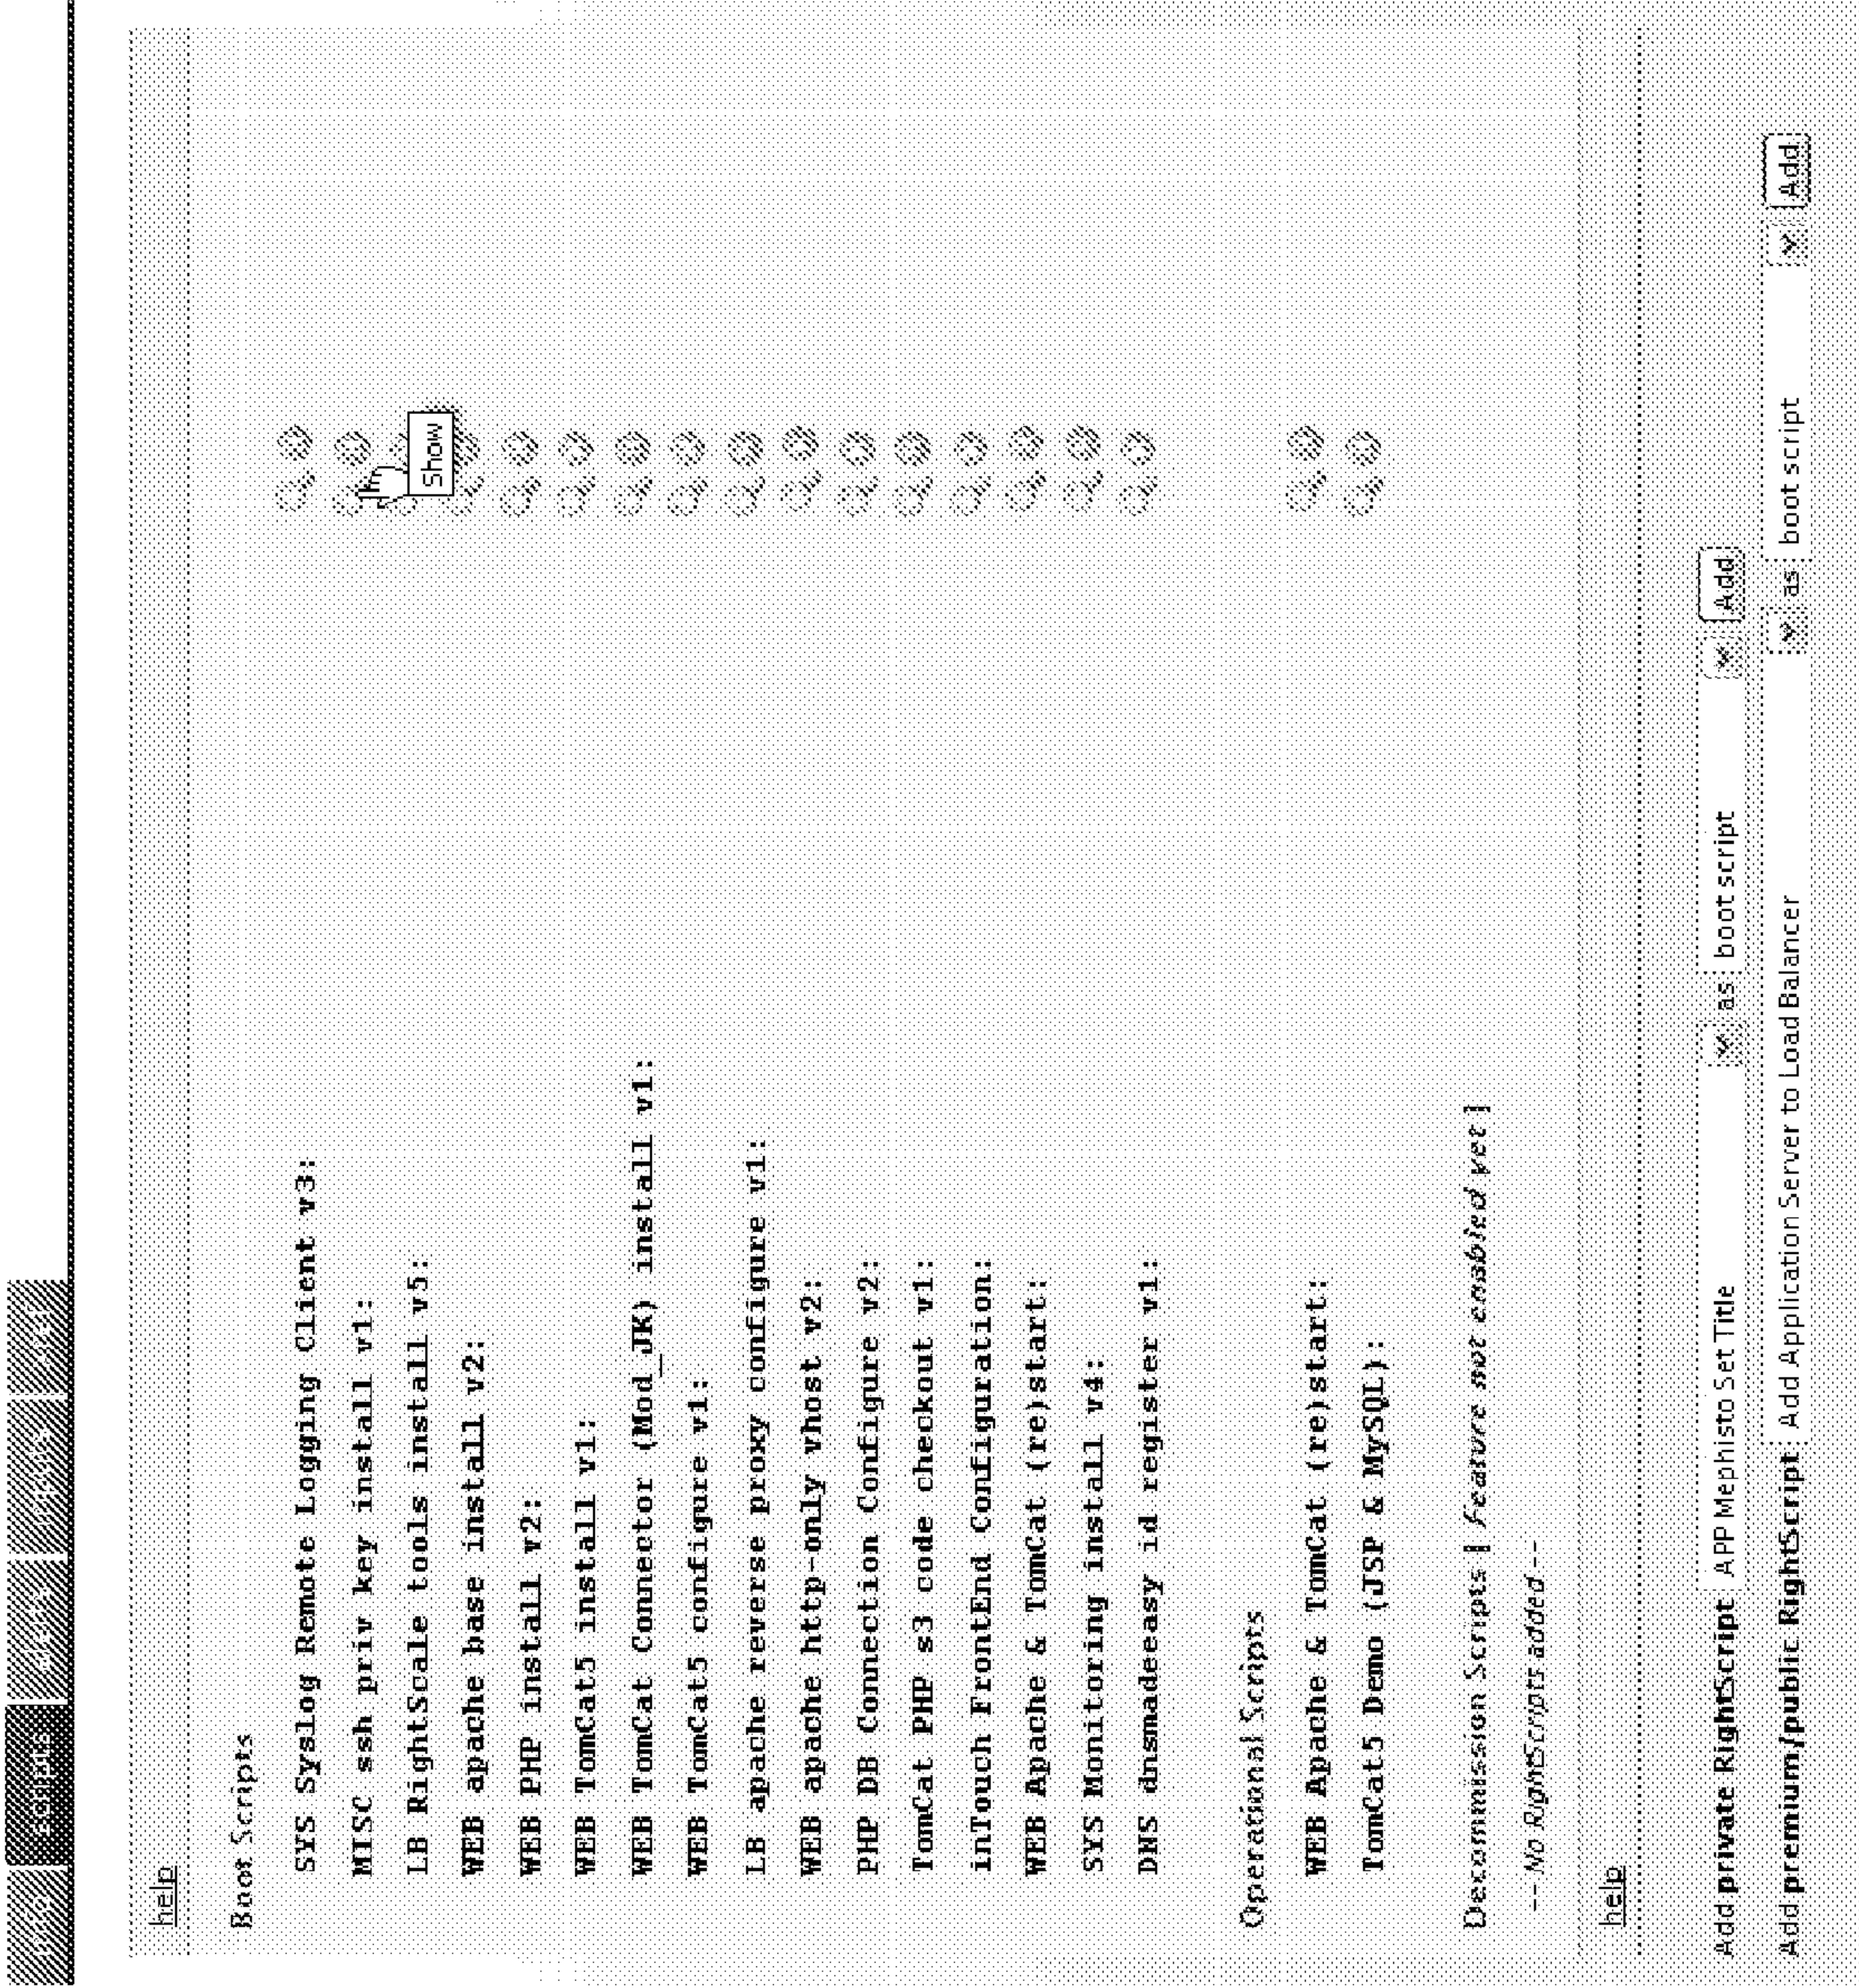 help
Boot Scripts
SYS Syslog Remote Logging Client v3:
MISC ssh priv key install v1:
Show
LB RightScale tools install v5:
WEB apache base install v2:
WEB PHP install v2:
WEB TomCat5 install v1:
WEB TomCat Connector (Mod_JK) install v1:
WEB TomCat5 configure v1:
LB apache reverse proxy configure v1:
WEB apache http-only vhost v2:
PHP DB Connection Configure v2:
TomCat PHP s3 code checkout v1:
inTouch FrontEnd Configuration:
WEB Apache & TomCat (re)start:
SYS Monitoring install v4:
DNS dnsmadeeasy id register v1:
Operational Scripts
WEB Apache & TomCat (re)start:
TomCat5 Demo (JSP & MySQL):
Decommission Scripts [ feature not enabled yet ]
-- No RightScripts added --
help
Add private RightScript APP Mephisto Set Title as boot script Add
Add premium/public RightScript Add Application Server to Load Balancer as boot script Add